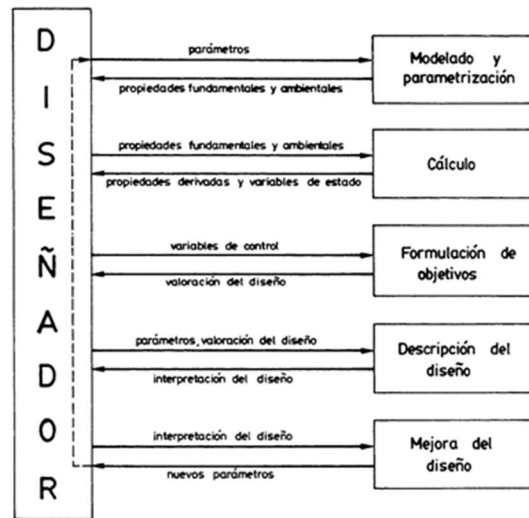 DISEÑADOR
parámetros
propiedades fundamentales y ambientales
Modelado y
parametrización
propiedades fundamentales y ambientales
propiedades derivadas y variables de estado
Cálculo
variables de control
valoración del diseño
Formulación de
objetivos
parámetros, valoración del diseño
interpretación del diseño
Descripción del
diseño
interpretación del diseño
nuevos parámetros
Mejora del
diseño